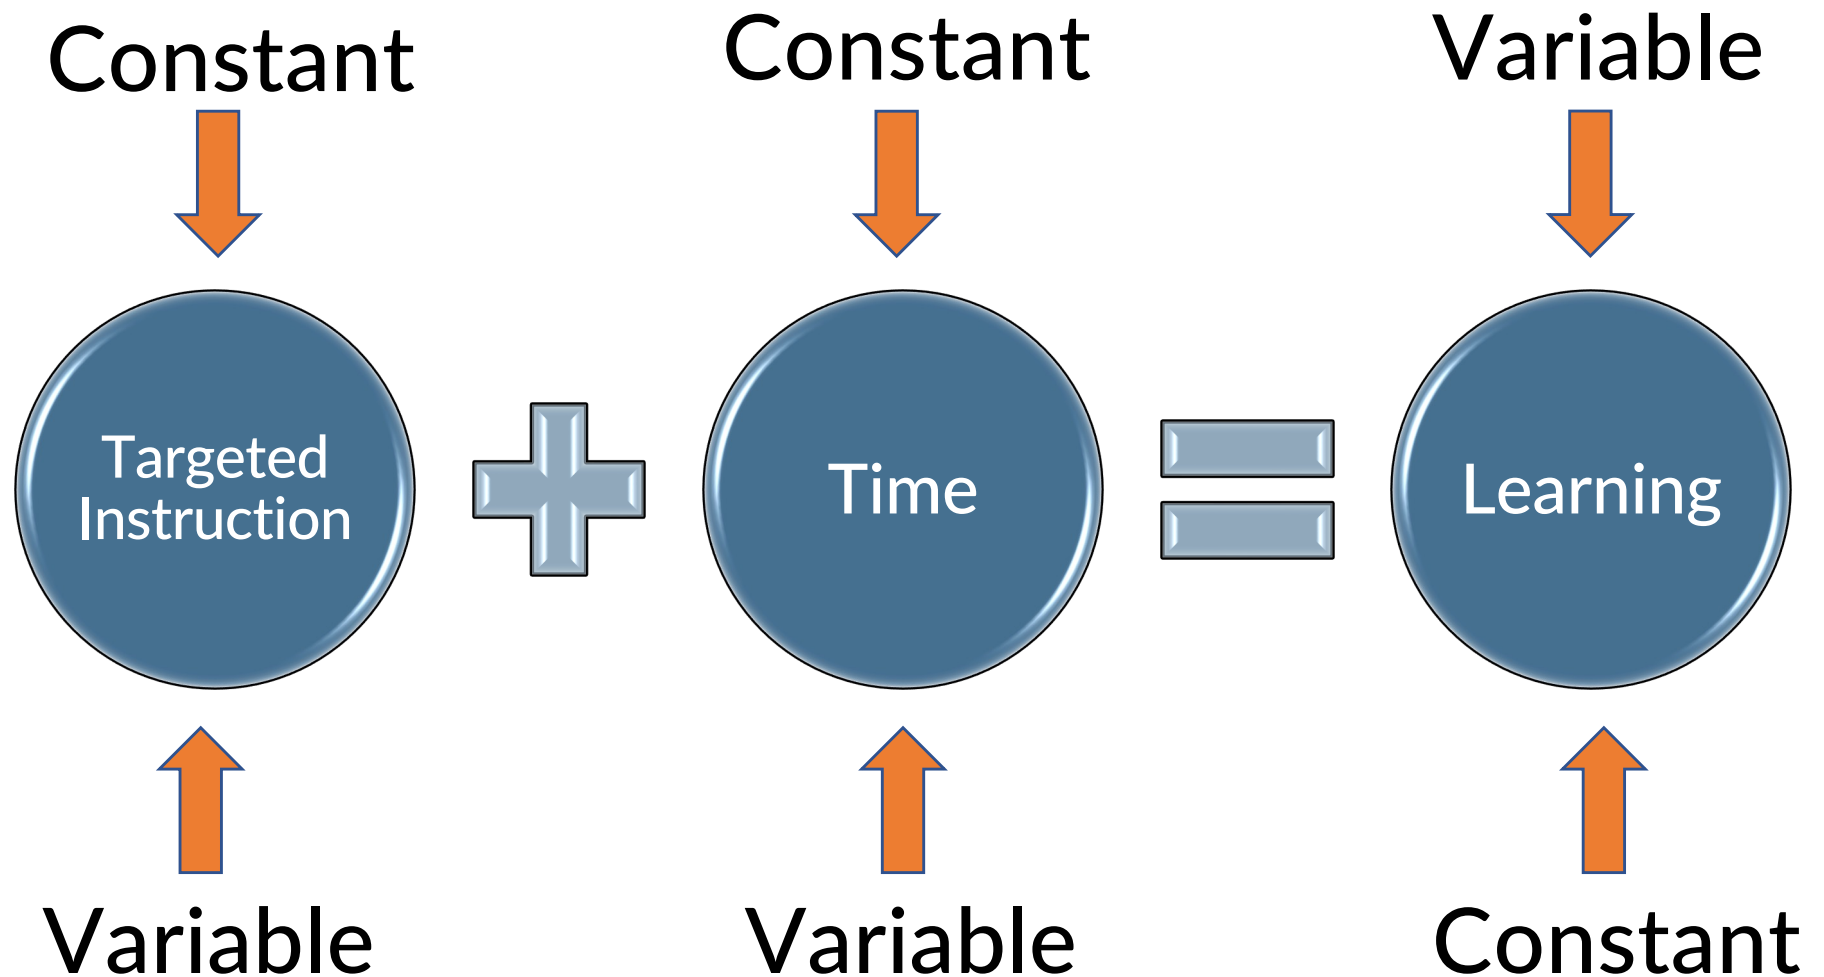 Constant
Constant
Variable
Targeted
Instruction
Time
Learning
Variable
Variable
Constant